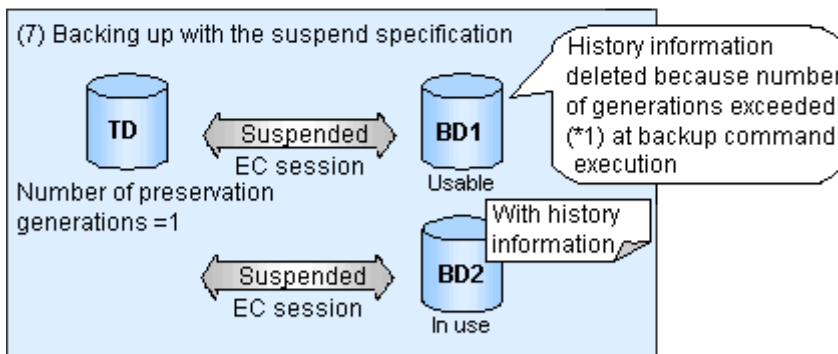 (7) Backing up with the suspend specification
History information
deleted because number
of generations exceeded
(*1) at backup command
execution
TD
Suspended
EC session
BD1
Usable
Number of preservation
generations =1
With history
information
Suspended
EC session
BD2
In use